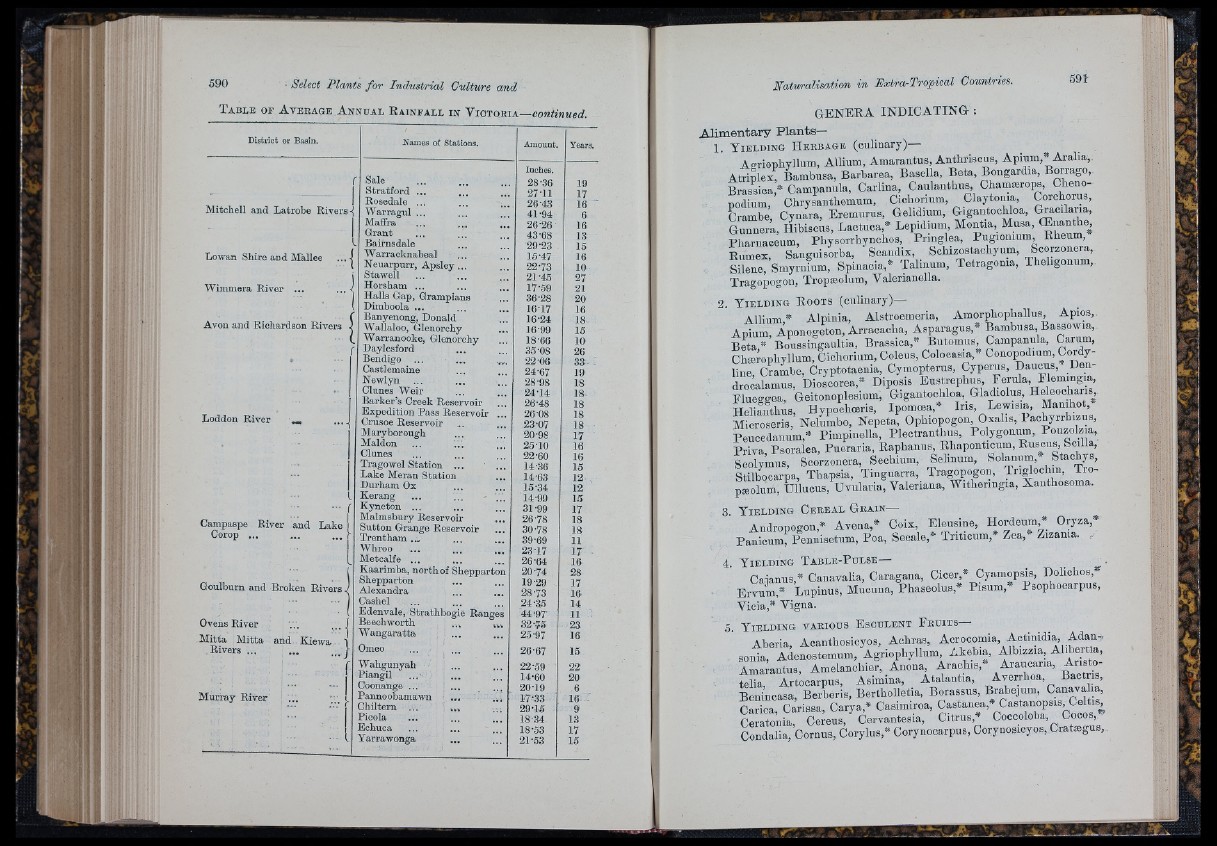 590 Select Plants for Industrial Culture and
TABLE OF AVERAGE ANNUAL RAINFALL IN VICTORIA—continued.
District or Basin. Names of Stations. Amount. Years.
Inches.
Sale ... ... ... 28·36 19
Stratford ... ... ... 27·11 17
Rosedale ... ... ... 26·43 16
Mitchell and Latrobe Rivers Warragul ... ... ... 41·94 6
Maffra ... ... ... 26·26 16
Grant ... ... ... 43·68 13
Bairnsdale ... ... 29·23 15
Lowan Shire and Mallee ... Warracknabeal ... ... 15·47 16
Neuarpurr, Apsley ... ... 22·73 10
Stawell ... ... ... 21·45 27
Wimmera River ... ... Horsham ... ... ... 17·59 21
Halls Gap, Grampians ... 36·28 20
Dimboola ... ... ... 16·17 16
Banyenong, Donald ... 16·24 18
Avon and Richardson Rivers Wallaloo, Glenorchy ... 16·99 15
Warranooke, Glenorchy ... 18·66 10
Daylesford ... ... 35·08 26
Bendigo ... ... ... 22·06 33
Castlemaine ... ... 24·67 19
Newlyn ... ... ... 28·98 18
Clunes Weir ... ... 24·14 18
Barker's Creek Reservoir ... 26·48 18
Expedition Pass Reservoir ... 26·08 18
Loddon River ... ... Crusoe Reservoir ... ... 23·07 18
Maryborough ... ... 20·98 17
Maldon ... ... ... 25·10 16
Clunes ... ... ... 22·60 16
Tragowel Station ... ... 14·36 15
Lake Meran Station ... 14·63 12
Durham Ox ... ... 15·34 12
Kerang ... ... ... 14·99 15
Kyneton ... ... ... 31·99 17
Malmsbury Reservoir ... 26·78 18
Campaspe River and Lake Sutton Grange Reservoir ... 30·78 18
Corop ... ... ... Trentham ... ... ... 39·69 11
Whroo ... ... ... 23·17 17
Metcalfe ... ... ... 26·64 16
Kaarimba, north of Shepparton 20·74 28
Shepparton ... ... 19·29 17
Goulburn and Broken Rivers Alexandra ... ... 28·73 16
Cashel ... ... ... 24·35 14
Edenvale, Strathbogie Ranges 44·97 11
Ovens River ... ... Beechworth ... ... 32·75 23
Wangaratta ... ... 25·97 16
Mitta Mitta and Kiewa
Rivers ... ... ... Omeo ... ... ... 26·67 15
Wahgunyah ... ... 22·59 22
Piangil ... ... ... 14·60 20
Coonange ... ... ... 20·19 6
Murray River ... ... Pannoobamawn ... ... 17·33 16
Chiltern ... ... ... 29·15 9
Picola ... ... ... 18·34 13
Echuca ... ... ... 18·53 17
Yarrawonga ... ... 21·53 15
Naturalisation in Extra-Tropical Countries. 591
GENERA INDICATING:
Alimentary Plants—
1. YIELDING HERBAGE (culinary)—
Agriophyllum, Allium, Amarantus, Anthriscus, Apium,* Aralia,
Atriplex, Bambusa, Barbarea, Basella, Beta, Bongardia, Borrago,
Brassica,* Campanula, Carlina, Caulanthus, Chamærops, Cheno-
podium, Chrysanthemum, Cichorium, Claytonia, Corchorus,
Crambe, Cynara, Eremurus, Gelidium, Gigantochloa, Gracilaria,
Gunnera, Hibiscus, Lactuca,* Lepidium, Montia, Musa, Œnanthe,
Pharnaceum, Physorrhynchos, Pringlea, Pugionium, Rheum,*
Rumex, Sanguisorba, Scandix, Schizostachyum, Scorzonera,
Silene, Smyrnium, Spinacia,* Talinum, Tetragonia, Theligonum,
Tragopogon, Tropæolum, Valerianella.
2. YIELDING ROOTS (culinary)—
Allium,* Alpinia, Alstroemeria, Amorphophallus, Apios,
Apium, Aponogeton, Arracacha, Asparagus,* Bambusa, Bassowia,
Beta,* Boussingaultia, Brassica,* Butomus, Campanula, Carum,
Chærophyllum, Cichorium, Coleus, Colocasia,* Conopodium, Cordy-
line, Crambe, Cryptotaenia, Cymopterus, Cyperus, Daucus,* Den-
drocalamus, Dioscorea,* Diposis Eustrephus, Ferula, Flemingia,
Flueggea, Geitonoplesium, Gigantochloa, Gladiolus, Heleocharis,
Helianthus, Hypochœris, Ipomœa,* Iris, Lewisia, Manihot,*
Microseris, Nelumbo, Nepeta, Ophiopogon, Oxalis, Pachyrrhizus,
Peucedanum,* Pimpinella, Plectranthus, Polygonum, Pouzolzia,
Priva, Psoralea, Pueraria, Raphanus, Rhaponticum, Ruscus, Scilla,
Scolymus, Scorzonera, Sechium, Selinum, Solanum,* Stachys,
Stilbocarpa, Thapsia, Tinguarra, Tragopogon, Triglochin, Tro-
pæolum, Ullucus, Uvularia, Valeriana, Witheringia, Xanthosoma.
3. YIELDING CEREAL GRAIN—
Andropogon,* Avena,* Coix, Eleusine, Hordeum,* Oryza,*
Panicum, Pennisetum, Poa, Secale,* Triticum,* Zea,* Zizania.
4. YIELDING TABLE-PULSE—
Cajanus,* Canavalia, Caragana, Cicer,* Cyamopsis, Dolichos,*
Ervum,* Lupinus, Mucuna, Phaseolus,* Pisum,* Psophocarpus,
Vicia,* Vigna.
5. YIELDING VARIOUS ESCULENT FRUITS—
Aberia, Acanthosicyos, Achras, Acrocomia, Actinidia, Adan-
sonia, Adenostemum, Agriophyllum, Akebia, Albizzia, Alibertia,
Amarantus, Amelanchier, Anona, Arachis,* Araucaria, Aristo-
telia, Artocarpus, Asimina, Atalantia, Averrhoa, Bactris,
Benincasa, Berberis, Bertholletia, Borassus, Brabejum, Canavalia,
Carica, Carissa, Carya,* Casimiroa, Castanea,* Castanopsis, Celtis,
Ceratonia, Cereus, Cervantesia, Citrus,* Coccoloba, Cocos,*
Condalia, Cornus, Corylus,* Corynocarpus, Corynosicyos, Cratægus,